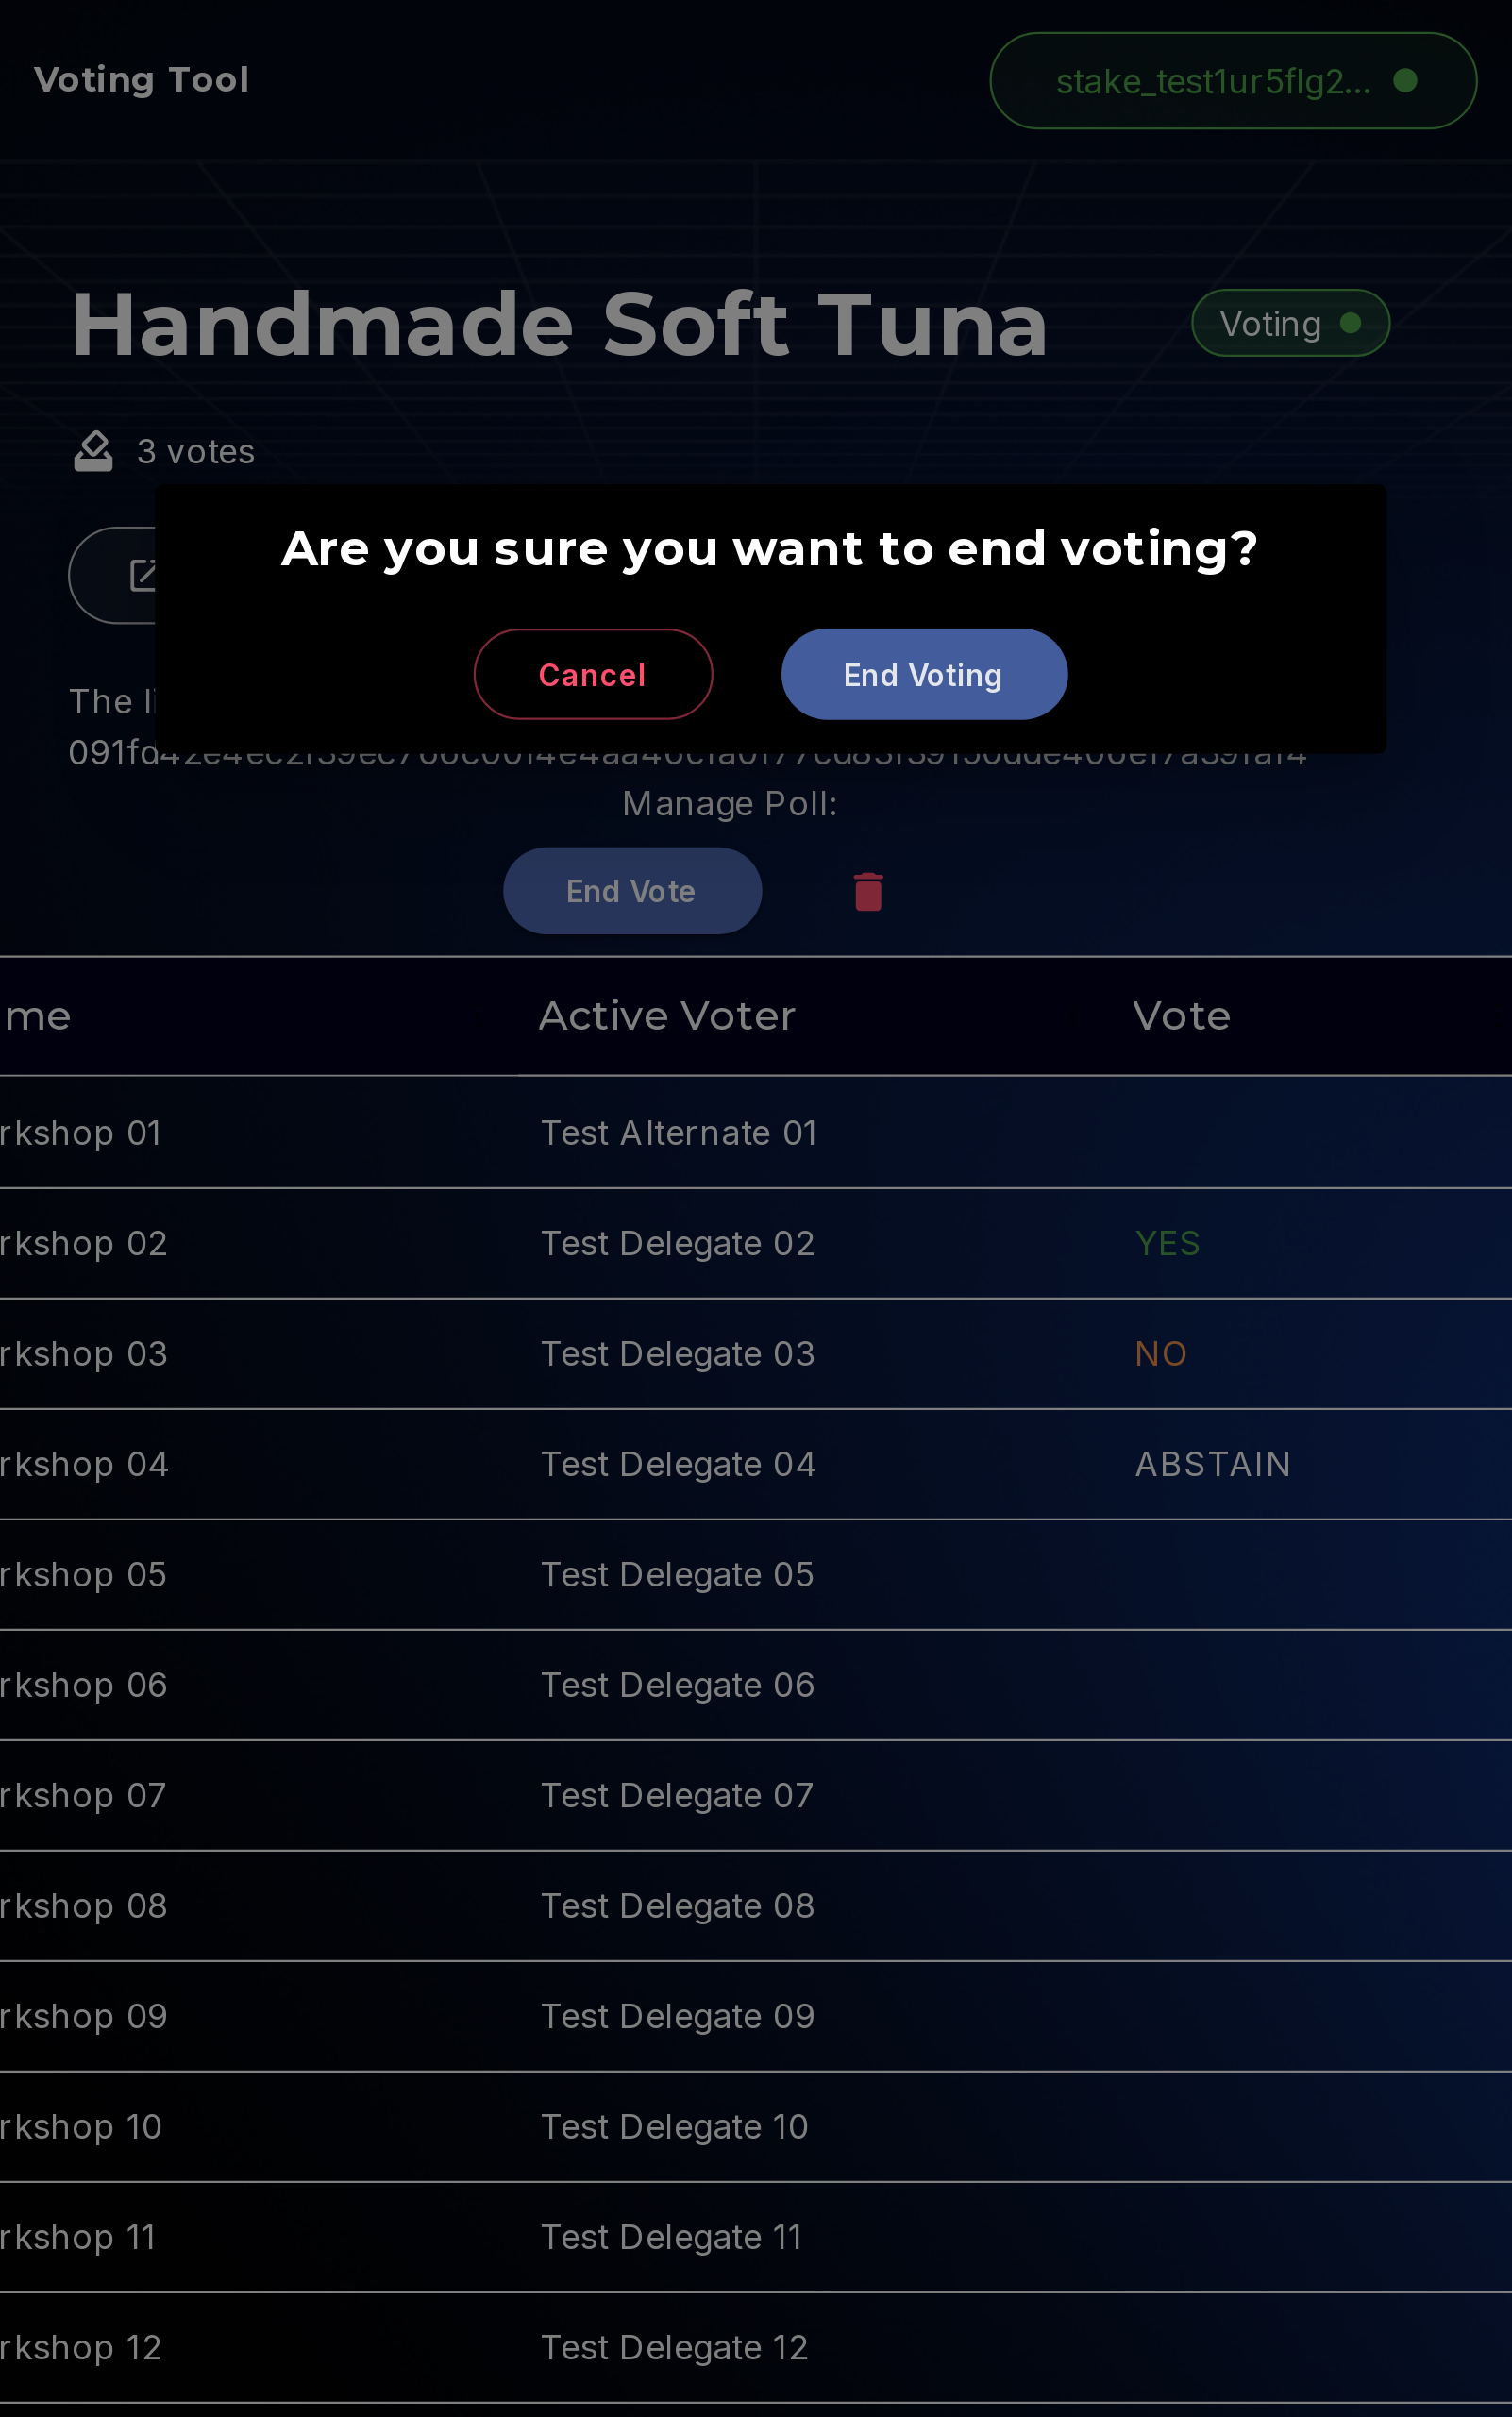 Voting Tool
stake_test1ur5flg2...
Handmade Soft Tuna
Voting
3 votes
Are you sure you want to end voting?
Cancel
End Voting
The
Manage Poll:
End Vote
me Active Voter Vote
rkshop 01 Test Alternate 01
rkshop 02 Test Delegate 02 YES
rkshop 03 Test Delegate 03 NO
rkshop 04 Test Delegate 04 ABSTAIN
rkshop 05 Test Delegate 05
rkshop 06 Test Delegate 06
rkshop 07 Test Delegate 07
rkshop 08 Test Delegate 08
rkshop 09 Test Delegate 09
rkshop 10 Test Delegate 10
rkshop 11 Test Delegate 11
rkshop 12 Test Delegate 12